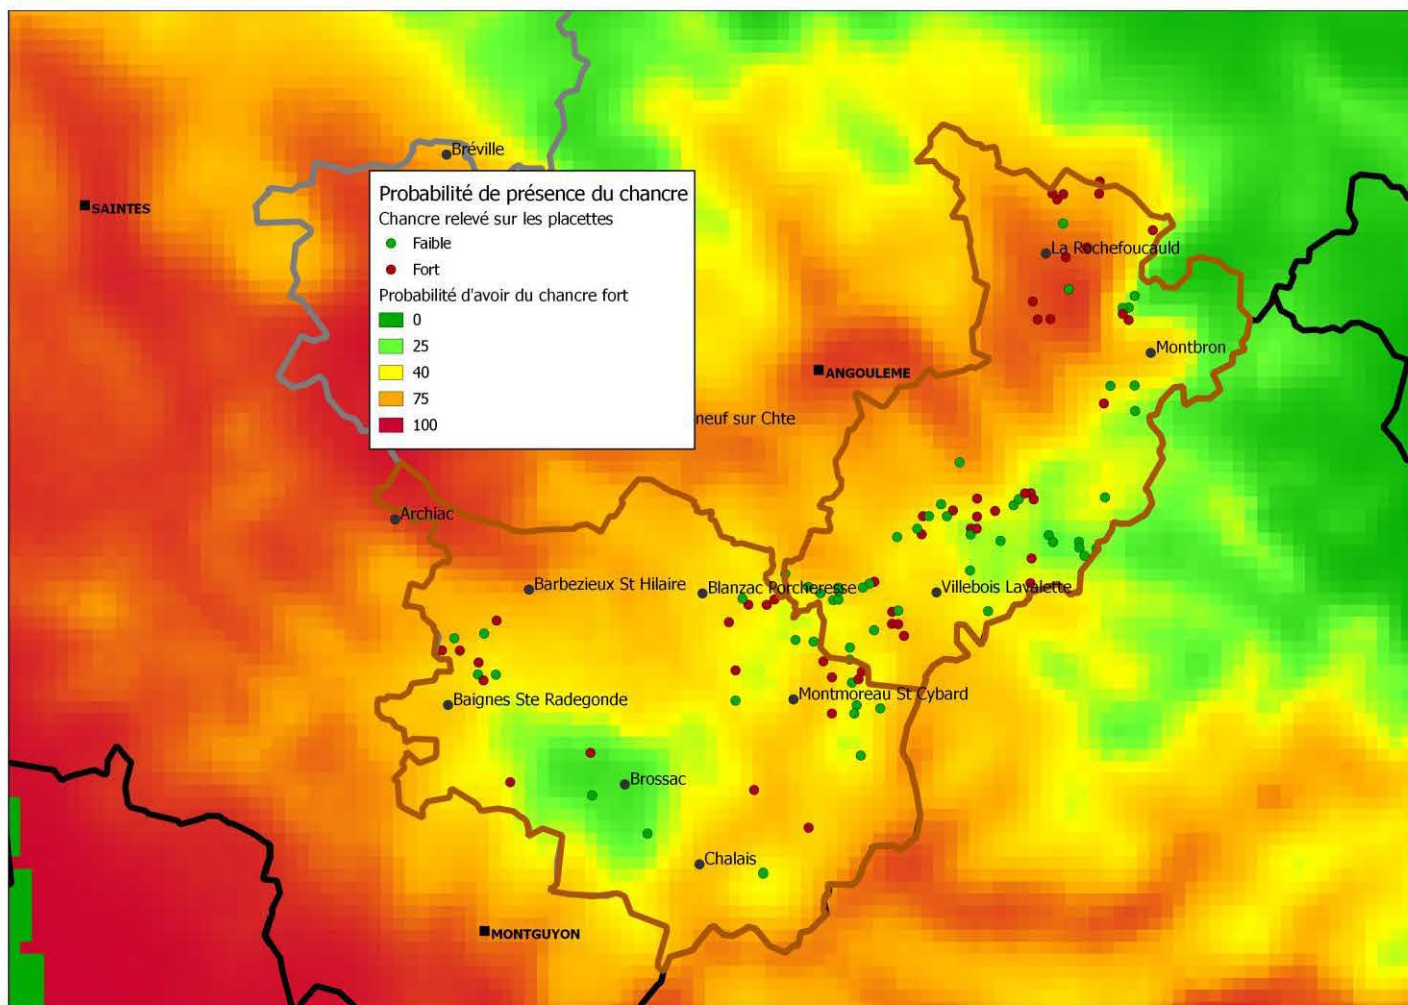 Bréville
SAINTES
Probabilité de présence du chancre
Chancre relevé sur les placettes
Faible
Fort
Probabilité d'avoir du chancre fort
0
25
40
75
100
La Rochefoucauld
Montbron
ANGOULEME
neuf sur Chte
Archiac
Barbezieux St Hilaire
Blanzac Porcheresse
Villebois Lavalette
Baignes Ste Radegonde
Montmoreau St Cybard
Brossac
Chalais
MONTGUYON